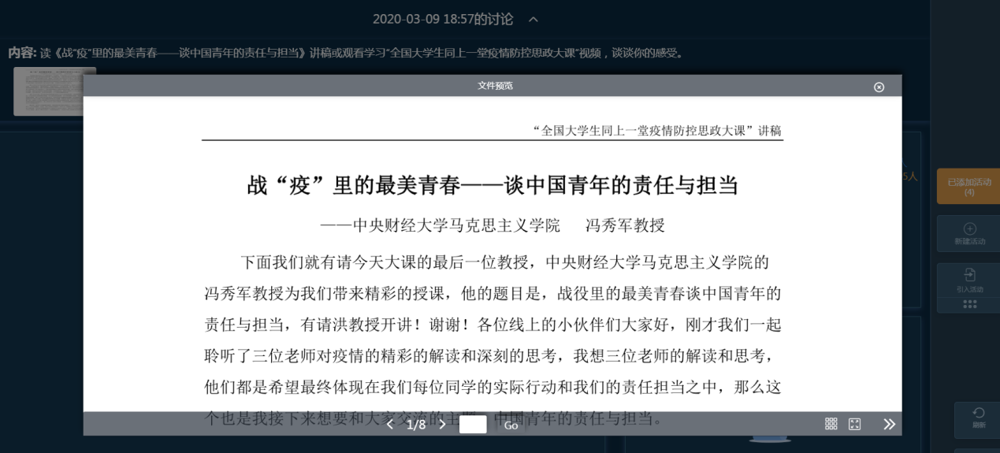 2020-03-09 18:57的讨论
内容: 读《战“疫”里的最美青春——谈中国青年的责任与担当》讲稿或观看学习“全国大学生同上一堂疫情防控思政大课”视频，谈谈你的感受。
文件预览
“全国大学生同上一堂疫情防控思政大课”讲稿
战“疫”里的最美青春——谈中国青年的责任与担当
——中央财经大学马克思主义学院 冯秀军教授
下面我们就有请今天大课的最后一位教授，中央财经大学马克思主义学院的
冯秀军教授为我们带来精彩的授课，他的题目是，战役里的最美青春谈中国青年的
责任与担当，有请洪教授开讲！谢谢！各位线上的小伙伴们大家好，刚才我们一起
聆听了三位老师对疫情的精彩的解读和深刻的思考，我想三位老师的解读和思考，
他们都是希望最终体现在我们每位同学的实际行动和我们的责任担当之中，那么这
个也是我接下来想要和大家交流的主 中国青年的责任与担当。
1/8
Go
5人
已添加活动
(4)
新建活动
引入活动
刷新